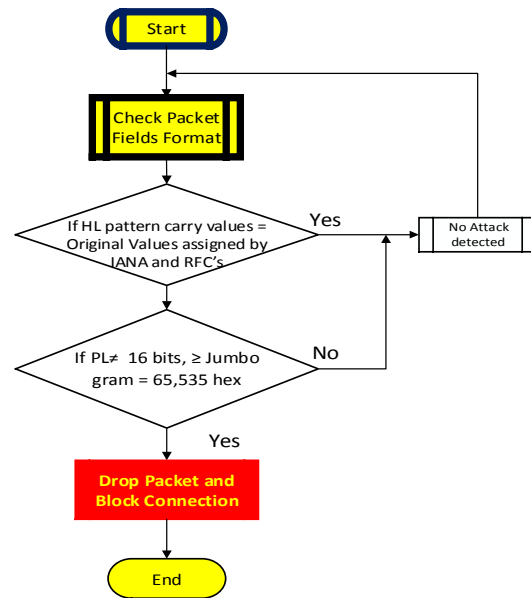 Start
Check Packet
Fields Format
If HL pattern carry values =
Original Values assigned by
IANA and RFC's
Yes
No Attack
detected
If PL≠ 16 bits, ≥ Jumbo
gram = 65,535 hex
No
Yes
Drop Packet and
Block Connection
End